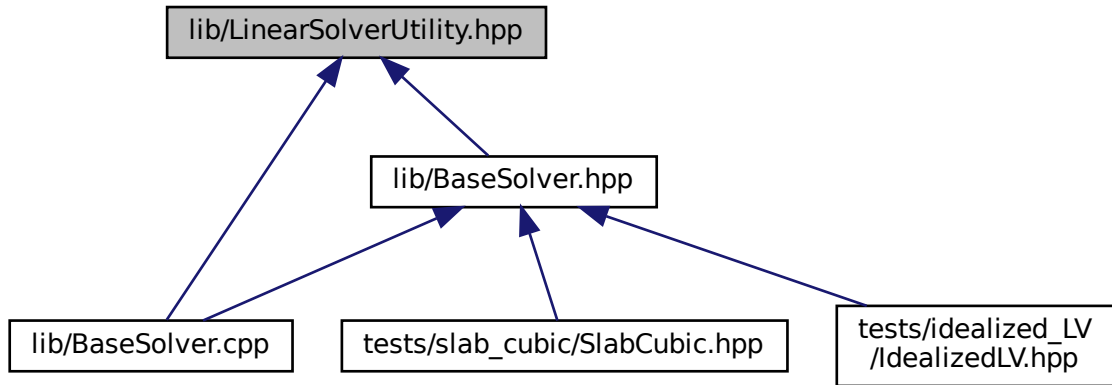 lib/LinearSolverUtility.hpp
lib/BaseSolver.hpp
lib/BaseSolver.cpp
tests/slab_cubic/SlabCubic.hpp
tests/idealized_LV
/IdealizedLV.hpp